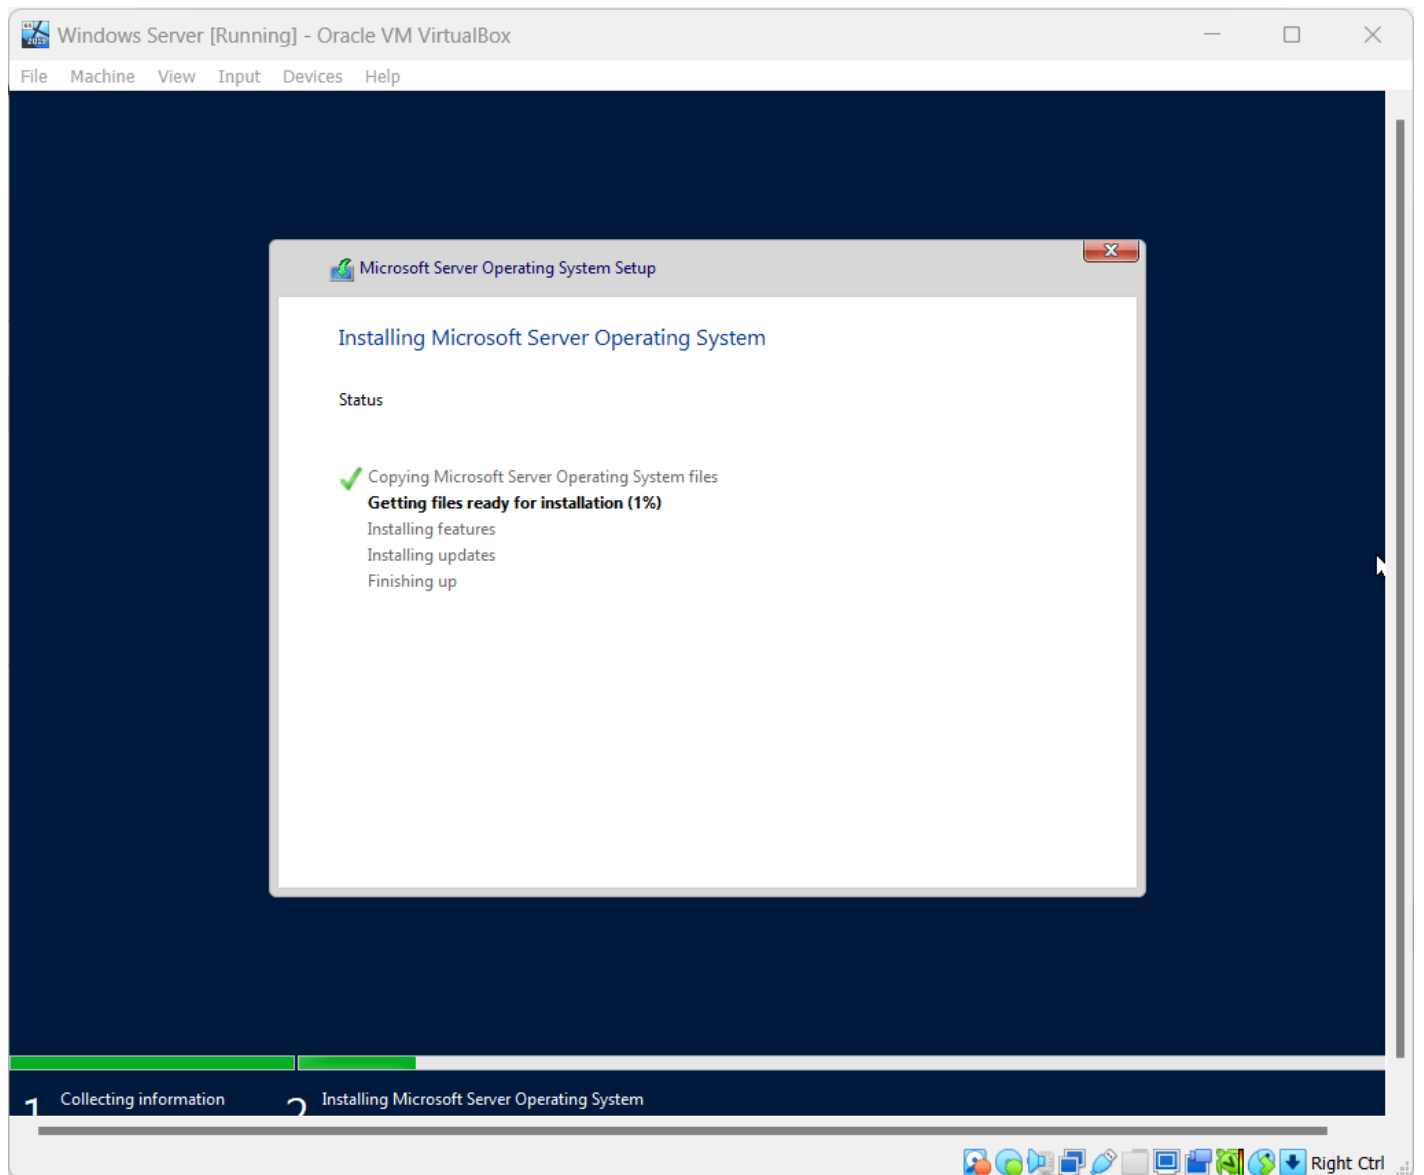 Windows Server [Running] - Oracle VM VirtualBox
File Machine View Input Devices Help
Microsoft Server Operating System Setup
X
Installing Microsoft Server Operating System
Status
Copying Microsoft Server Operating System files
Getting files ready for installation (1%)
Installing features
Installing updates
Finishing up
1 Collecting information 2 Installing Microsoft Server Operating System
Right Ctrl